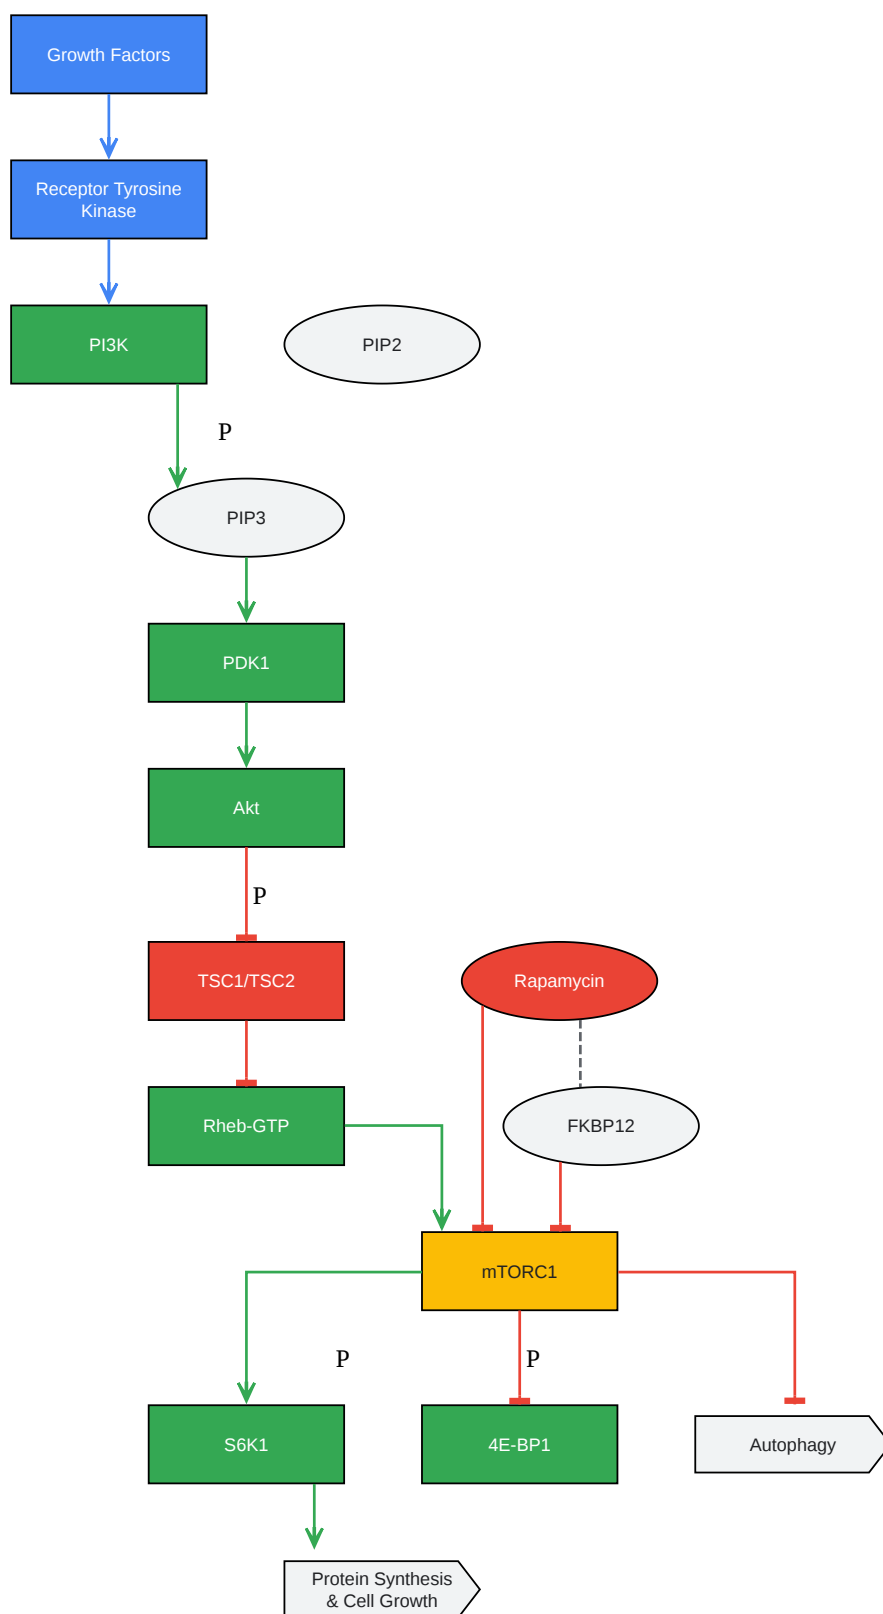 Growth Factors
Receptor Tyrosine
Kinase
PI3K
PIP2
P
PIP3
PDK1
Akt
P
TSC1/TSC2
Rapamycin
Rheb-GTP
FKBP12
mTORC1
P
P
S6K1
4E-BP1
Autophagy
Protein Synthesis
& Cell Growth